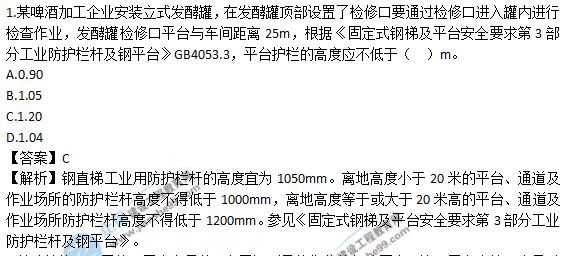 1.某啤酒加工企业安装立式发酵罐，在发酵罐顶部设置了检修口要通过检修口进入罐内进行
检查作业，发酵罐检修口平台与车间距离 25m，根据《固定式钢梯及平台安全要求第 3 部
分工业防护栏杆及钢平台》GB4053.3，平台护栏的高度应不低于（ ）m。
A.0.90
B.1.05
C.1.20
D.1.04
【答案】C
【解析】钢直梯工业用防护栏杆的高度宜为 1050mm。离地高度小于 20 米的平台、通道及
作业场所的防护栏杆高度不得低于 1000mm，离地高度等于或大于 20 米高的平台、通道及
作业场所防护栏杆高度不得低于 1200mm。参见《固定式钢梯及平台安全要求第 3 部分工业
防护栏杆及钢平台》。